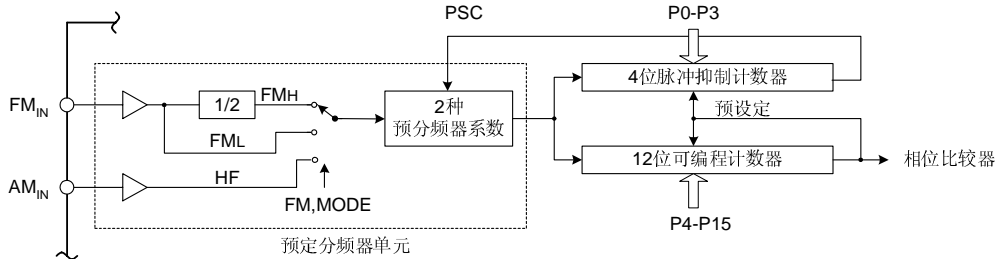 PSC
P0-P3
4位脉冲抑制计数器
FMIN
1/2
FMH
2种
预分频器系数
预设定
FML
12位可编程计数器
相位比较器
AMIN
HF
FM,MODE
P4-P15
预定分频器单元